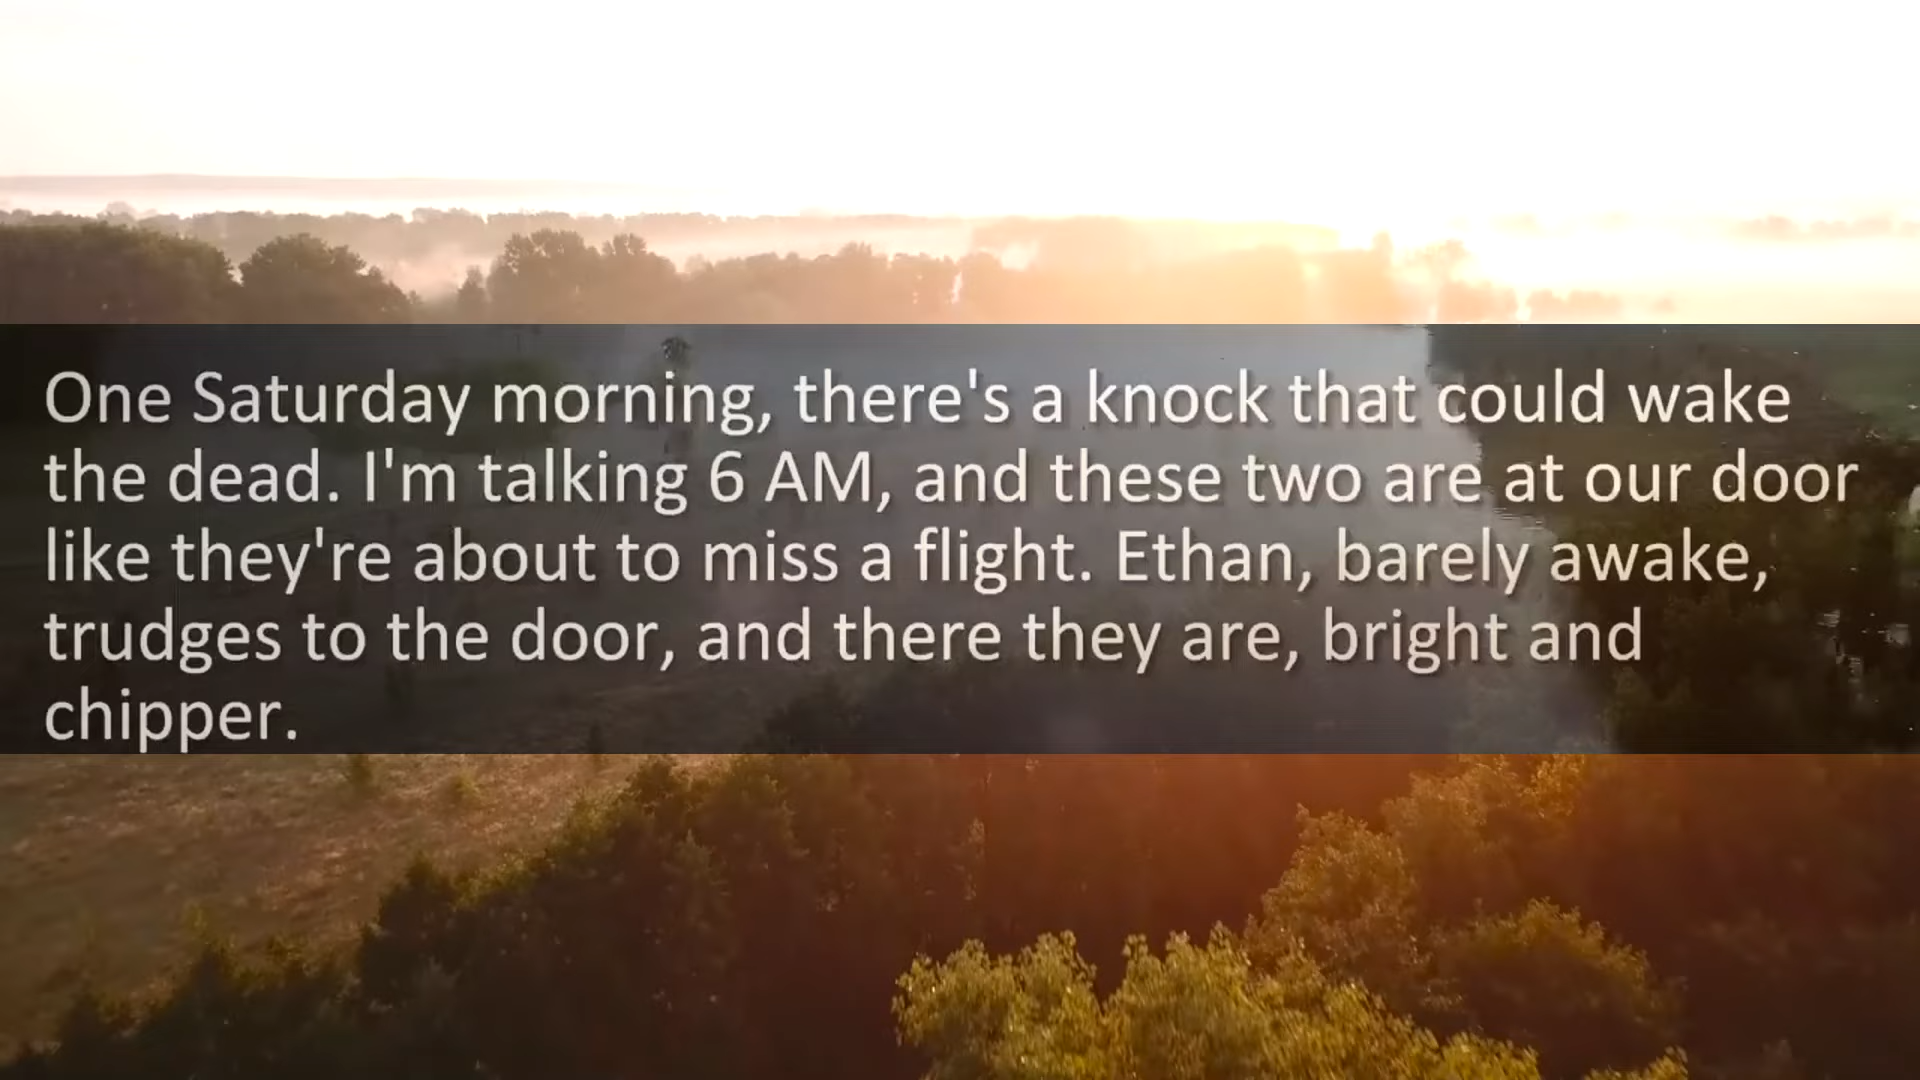 One Saturday morning, there's a knock that could wake
the dead. I'm talking 6 AM, and these two are at our door
like they're about to miss a flight. Ethan, barely awake,
trudges to the door, and there they are, bright and
chipper.